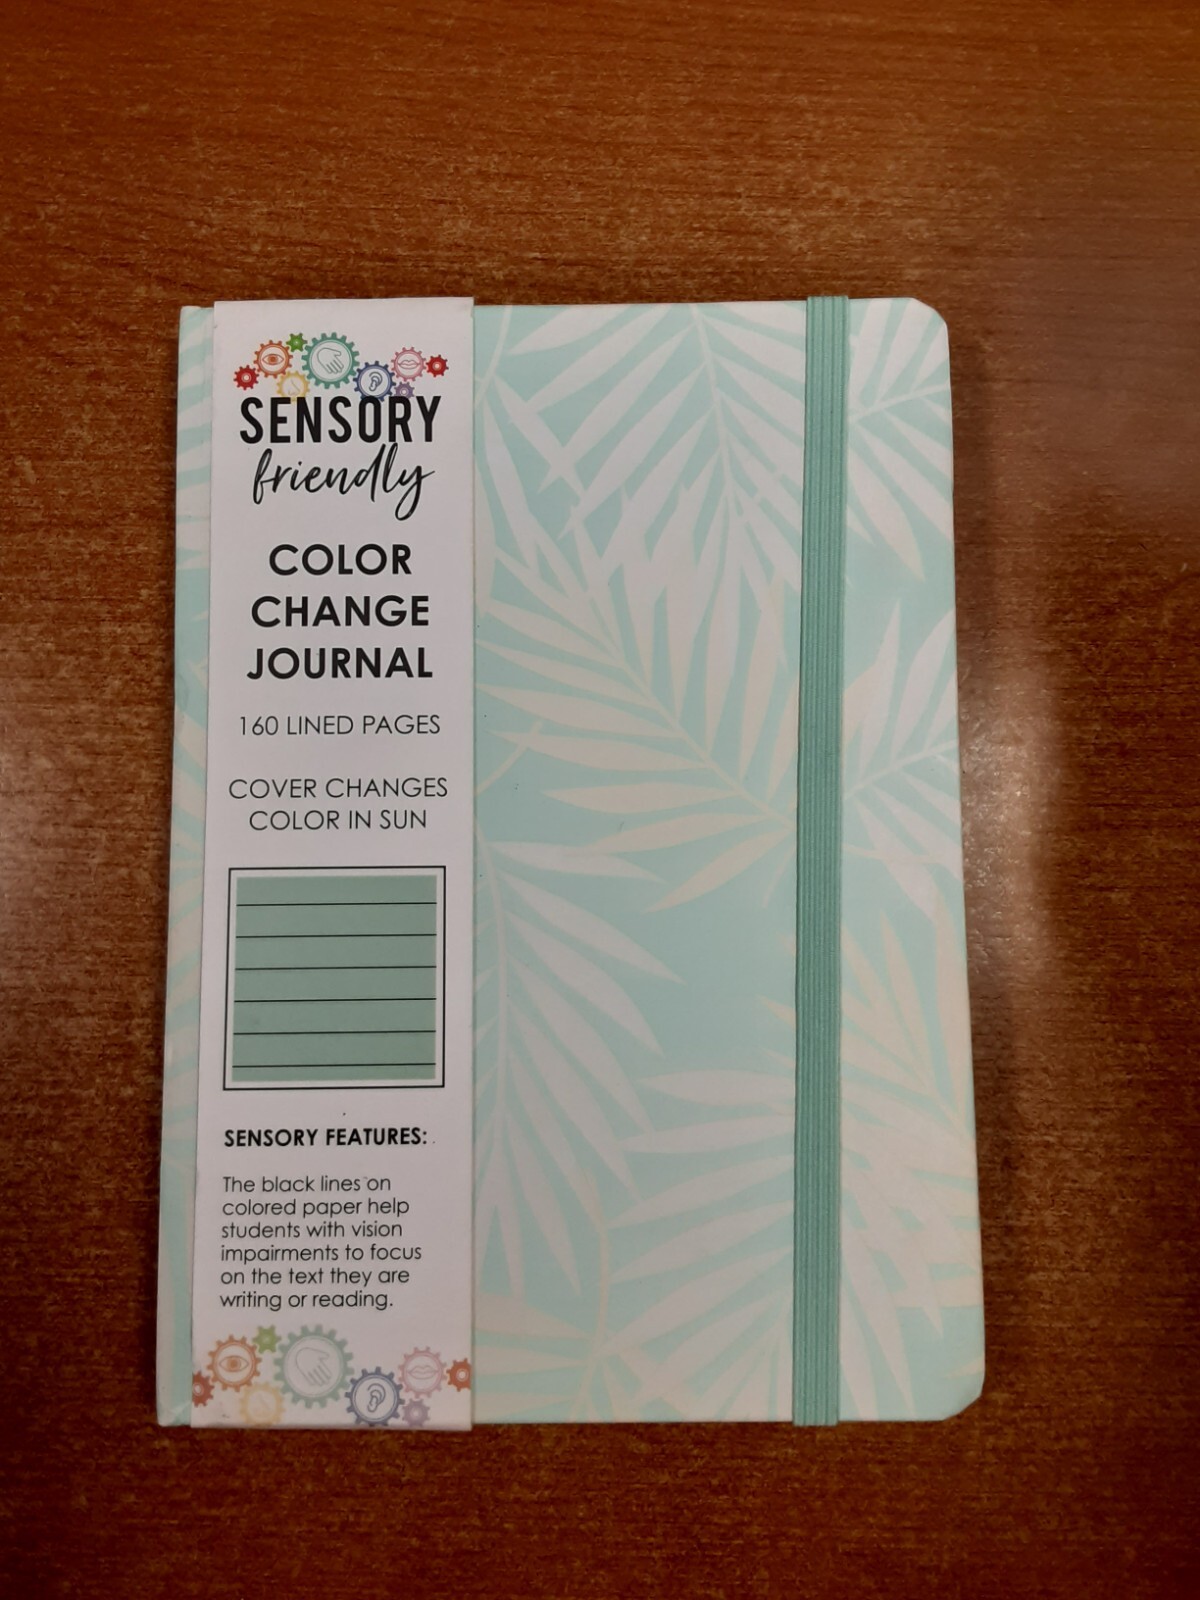 SENSORY
friendly
COLOR
CHANGE
JOURNAL
160 LINED PAGES
COVER CHANGES
COLOR IN SUN
SENSORY FEATURES:
The black lines on
colored paper help
students with vision
impairments to focus
on the text they are
writing or reading.